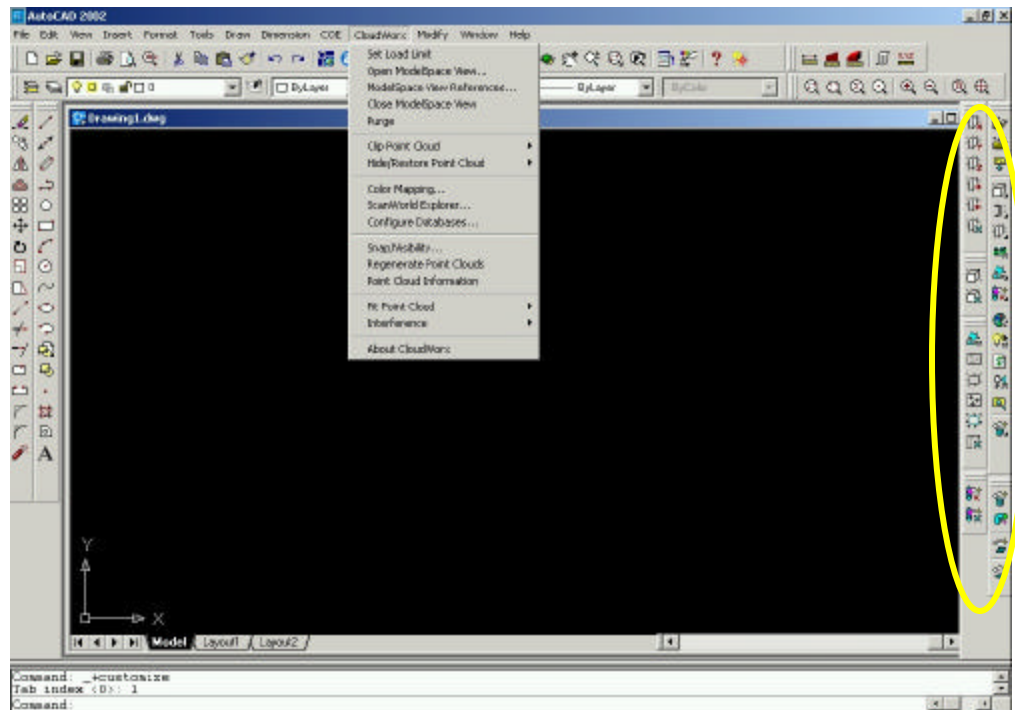 AutoCAD 2002
File Edit View Insert Format Tools Draw Dimension COE CloudWorx Modify Window Help
Set Load Limit
Open ModelSpace View...
ModelSpace View References...
Close ModelSpace View
Purge
Clip Point Cloud
Hide/Restore Point Cloud
Color Mapping...
ScanWorld Explorer...
Configure Databases...
Snap/Visibility...
Regenerate Point Clouds
Point Cloud Information
Fit Point Cloud
Interference
About CloudWorx
0
ByLayer
ByLayer
ByColor
Drawing1.dwg
A
Y
X
Model Layout1 Layout2
Command: _+customize
Tab index <0>: 1
Command: